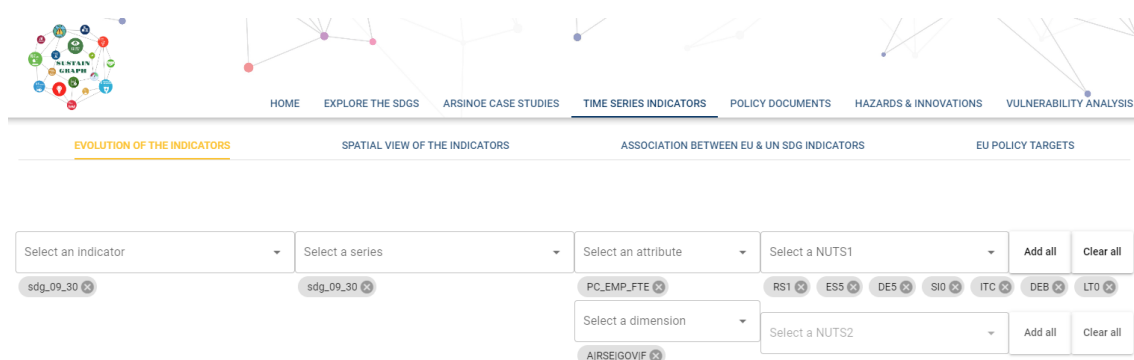 SUSTAIN
GRAPH
HOME EXPLORE THE SDGS ARSINOE CASE STUDIES TIME SERIES INDICATORS POLICY DOCUMENTS HAZARDS & INNOVATIONS VULNERABILITY ANALYSIS
EVOLUTION OF THE INDICATORS SPATIAL VIEW OF THE INDICATORS ASSOCIATION BETWEEN EU & UN SDG INDICATORS EU POLICY TARGETS
Select an indicator Select a series Select an attribute Select a NUTS1 Add all Clear all
sdg_09_30 sdg_09_30 PC_EMP_FTE RS1 ES5 DE5 SI0 ITC DEB LT0
Select a dimension Select a NUTS2 Add all Clear all
A|RSE|GOV|F